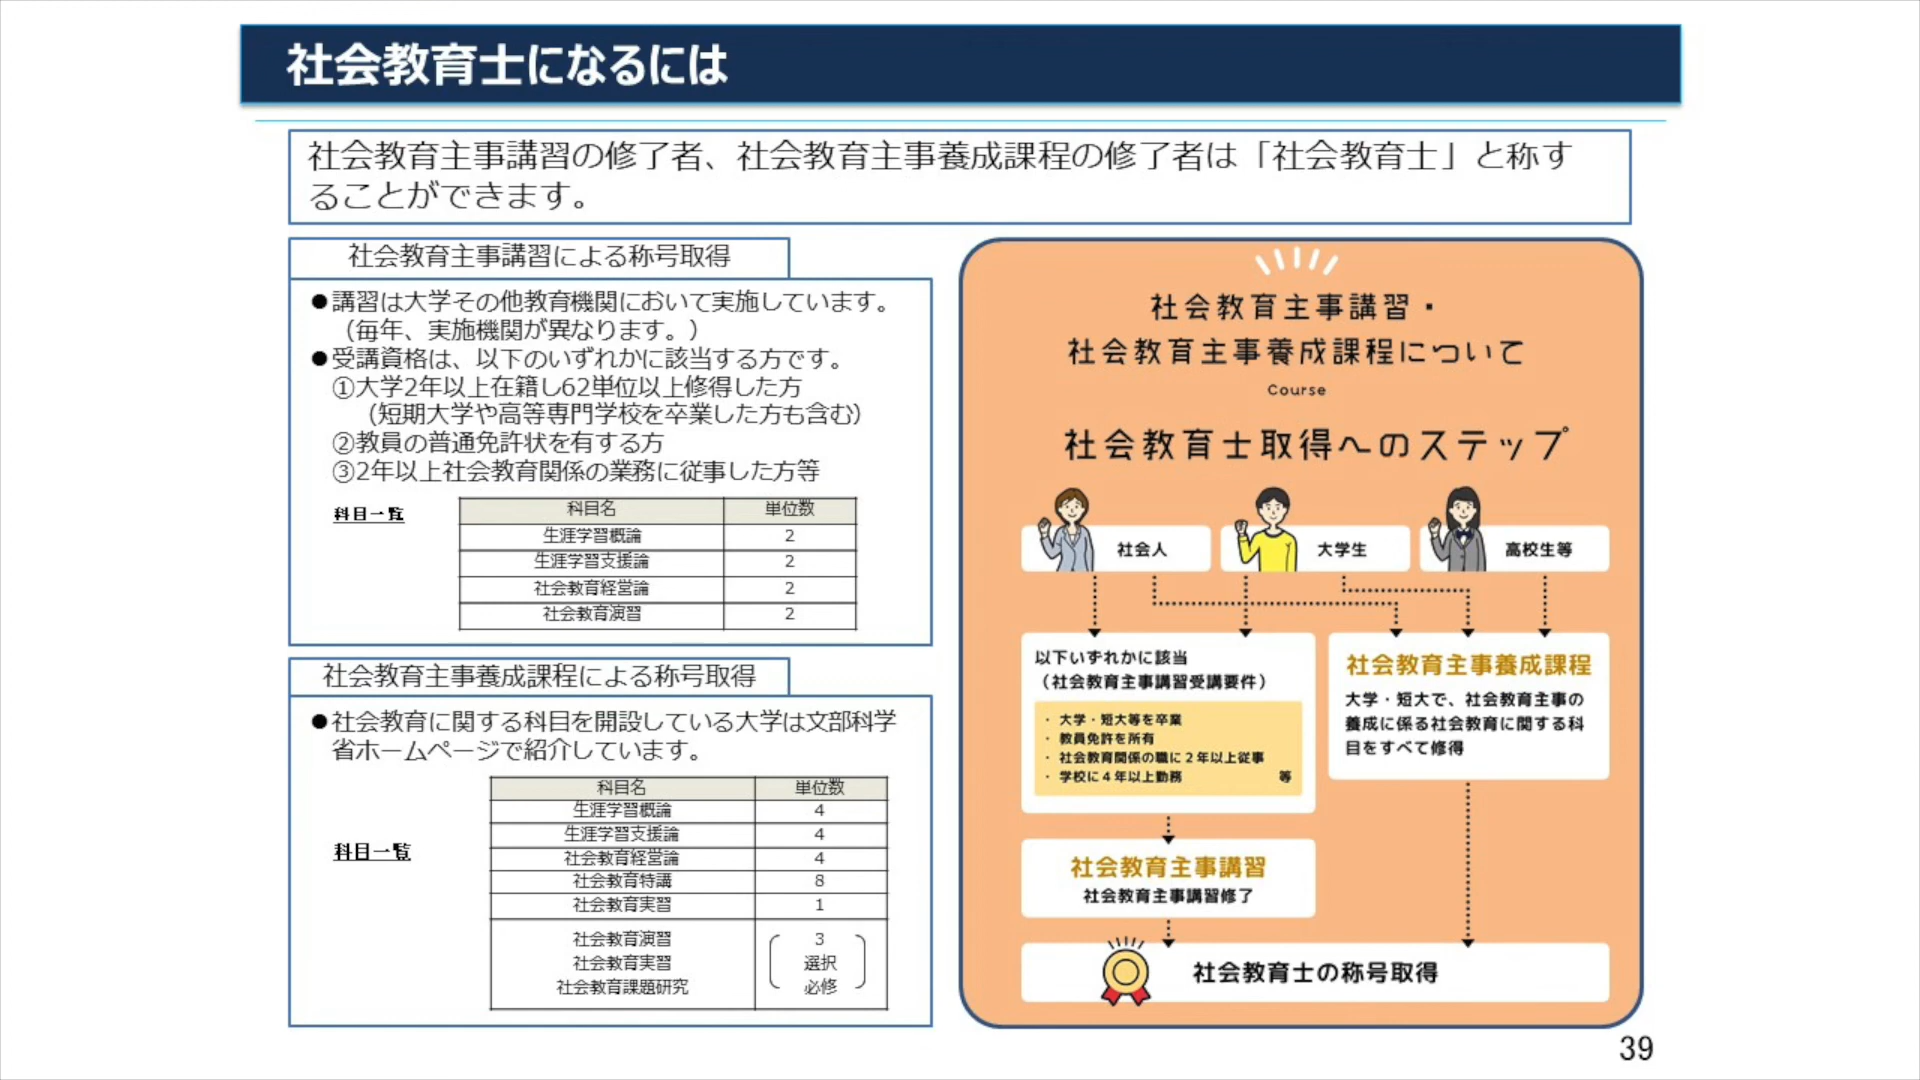 社会教育士になるには
社会教育主事講習の修了者、社会教育主事養成課程の修了者は「社会教育士」と称す
ることができます。
社会教育主事講習による称号取得
●講習は大学その他教育機関において実施しています。
（毎年、実施機関が異なります。）
●受講資格は、以下のいずれかに該当する方です。
①大学2年以上在籍し62単位以上修得した方
（短期大学や高等専門学校を卒業した方も含む）
②教員の普通免許状を有する方
③2年以上社会教育関係の業務に従事した方等
科目一覧
科目名 単位数
生涯学習概論 2
生涯学習支援論 2
社会教育経営論 2
社会教育演習 2
社会教育主事養成課程による称号取得
●社会教育に関する科目を開設している大学は文部科学
省ホームページで紹介しています。
科目一覧
科目名 単位数
生涯学習概論 4
生涯学習支援論 4
社会教育経営論 4
社会教育特講 8
社会教育実習 1
社会教育演習 3
社会教育実習 選択
社会教育課題研究 必修
社会教育主事講習・
社会教育主事養成課程について
Course
社会教育士取得へのステップ
社会人 大学生 高校生等
以下いずれかに該当
（社会教育主事講習受講要件）
・ 大学・短大等を卒業
・ 教員免許を所有
・ 社会教育関係の職に２年以上従事
・ 学校に４年以上勤務 等
社会教育主事養成課程
大学・短大で、社会教育主事の
養成に係る社会教育に関する科
目をすべて修得
社会教育主事講習
社会教育主事講習修了
社会教育士の称号取得
39